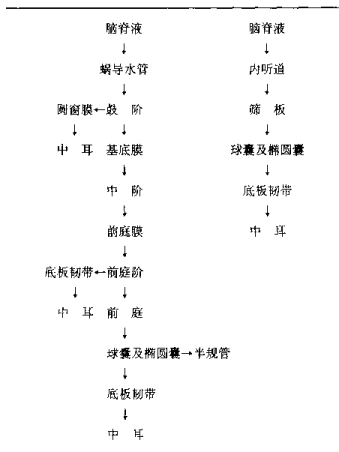 脑脊液 脑脊液
↓ ↓
蜗导水管 内听道
↓ ↓
圆窗膜←鼓 阶 筛 板
↓ ↓ ↓
中 耳 基底膜 球囊及椭圆囊
↓ ↓
中 阶 底板韧带
↓ ↓
前庭膜 中 耳
↓
底板韧带←前庭阶
↓ ↓
中 耳 前 庭
↓
球囊及椭圆囊→半规管
↓
底板韧带
↓
中 耳